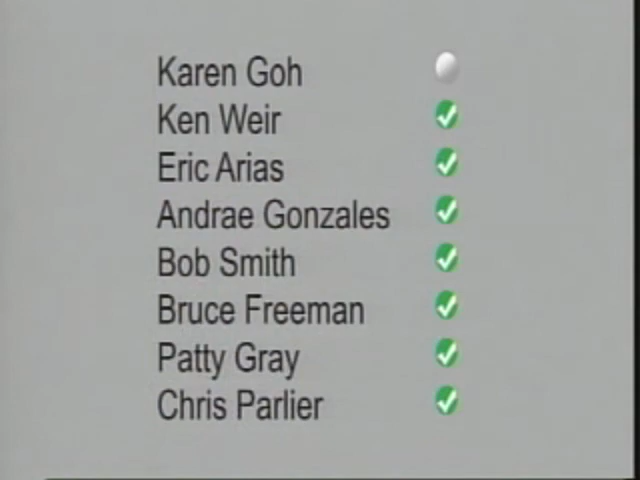 Karen Goh
Ken Weir
Eric Arias
Andrae Gonzales
Bob Smith
Bruce Freeman
Patty Gray
Chris Parlier